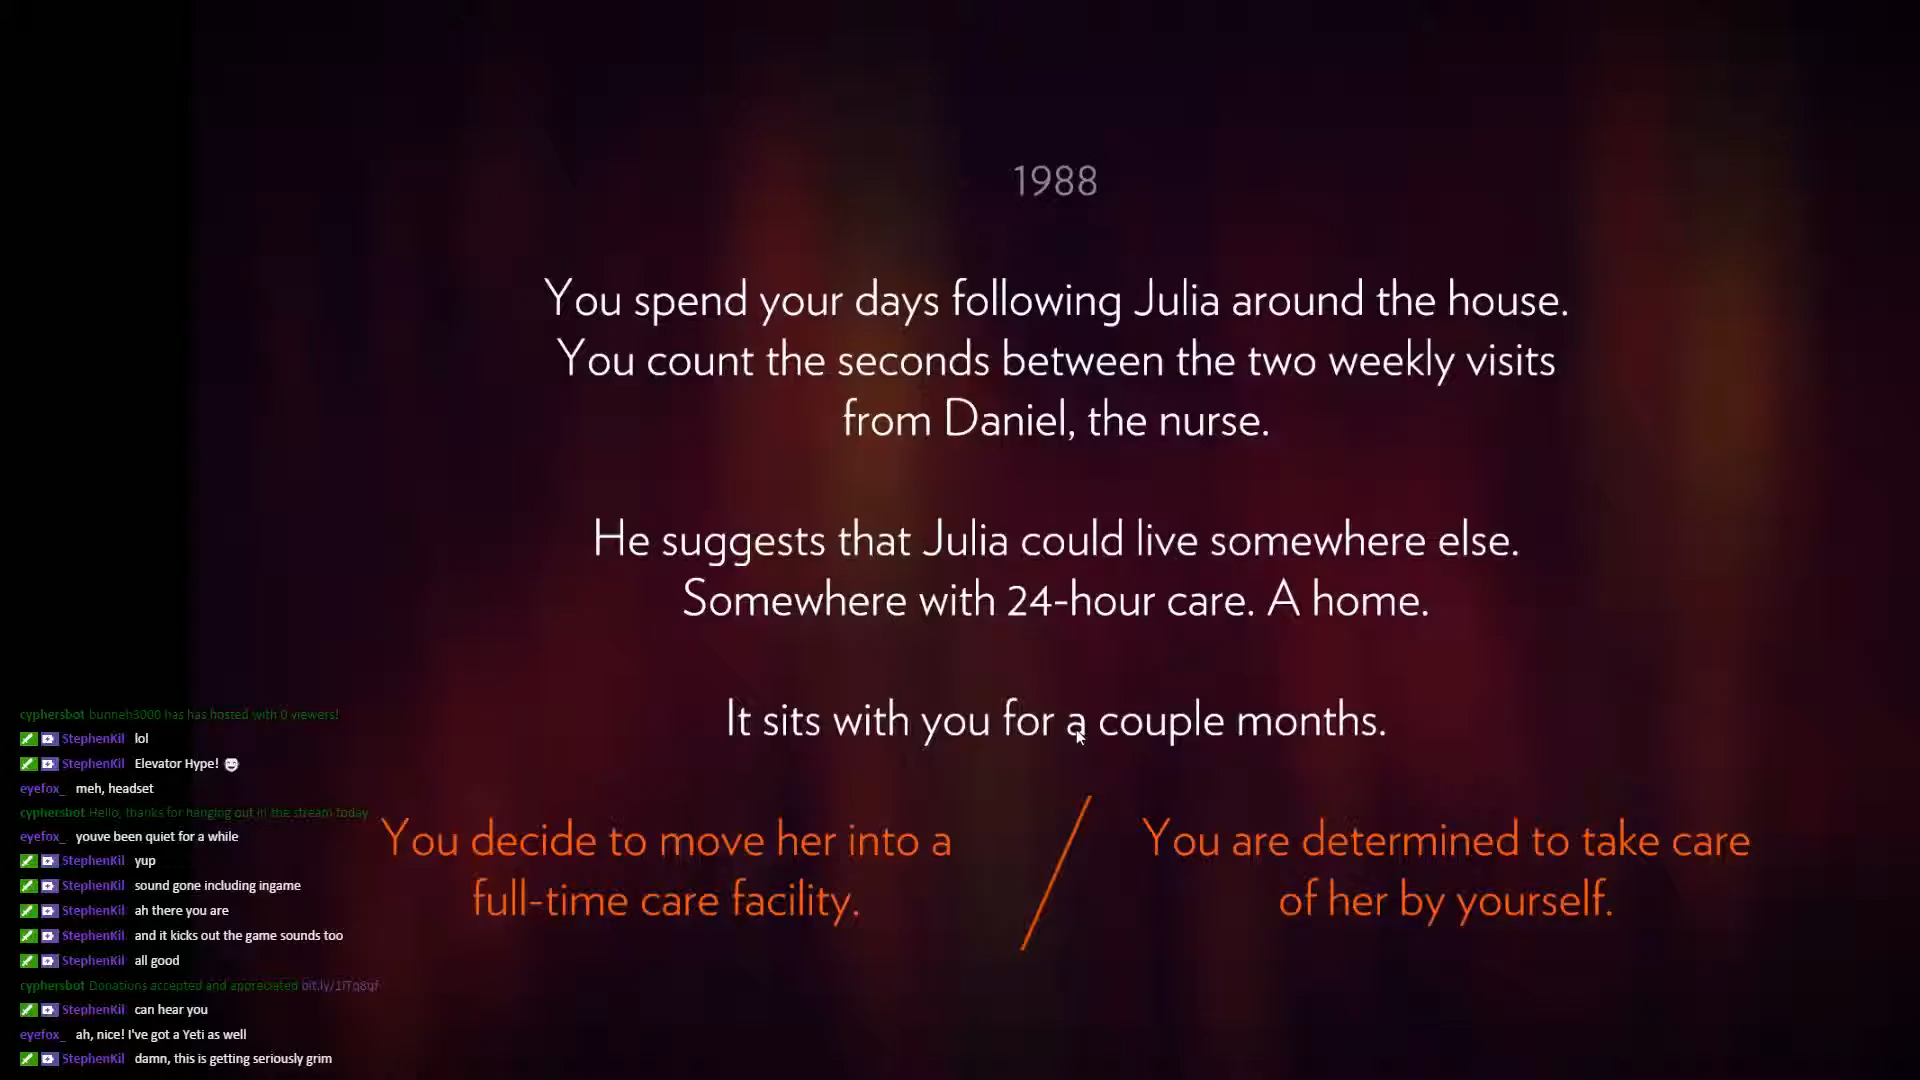 1988
You spend your days following Julia around the house.
You count the seconds between the two weekly visits
from Daniel, the nurse.
He suggests that Julia could live somewhere else.
Somewhere with 24-hour care. A home.
It sits with you for a couple months.
You decide to move her into a
full-time care facility.
You are determined to take care
of her by yourself.
cyphersbot bunneh3000 has has hosted with 0 viewers!
StephenKil lol
StephenKil Elevator Hype!
eyefox_ meh, headset
cyphersbot Hello, thanks for hanging out in the stream today
eyefox_ youve been quiet for a while
StephenKil yup
StephenKil sound gone including ingame
StephenKil ah there you are
StephenKil and it kicks out the game sounds too
StephenKil all good
cyphersbot Donations accepted and appreciated
StephenKil can hear you
eyefox_ ah, nice! I've got a Yeti as well
StephenKil damn, this is getting seriously grim